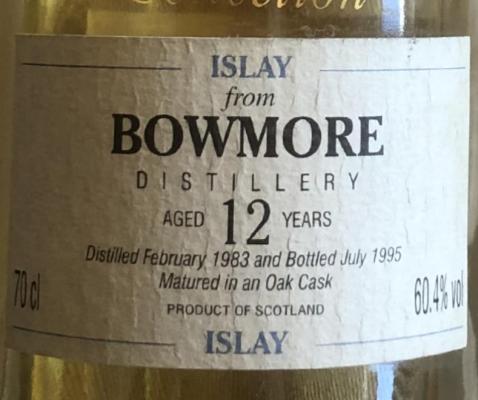 Collection
ISLAY
from
BOWMORE
DISTILLERY
AGED 12 YEARS
Distilled February 1983 and Bottled July 1995
Matured in an Oak Cask
70 cl
60.4% vol
PRODUCT OF SCOTLAND
ISLAY